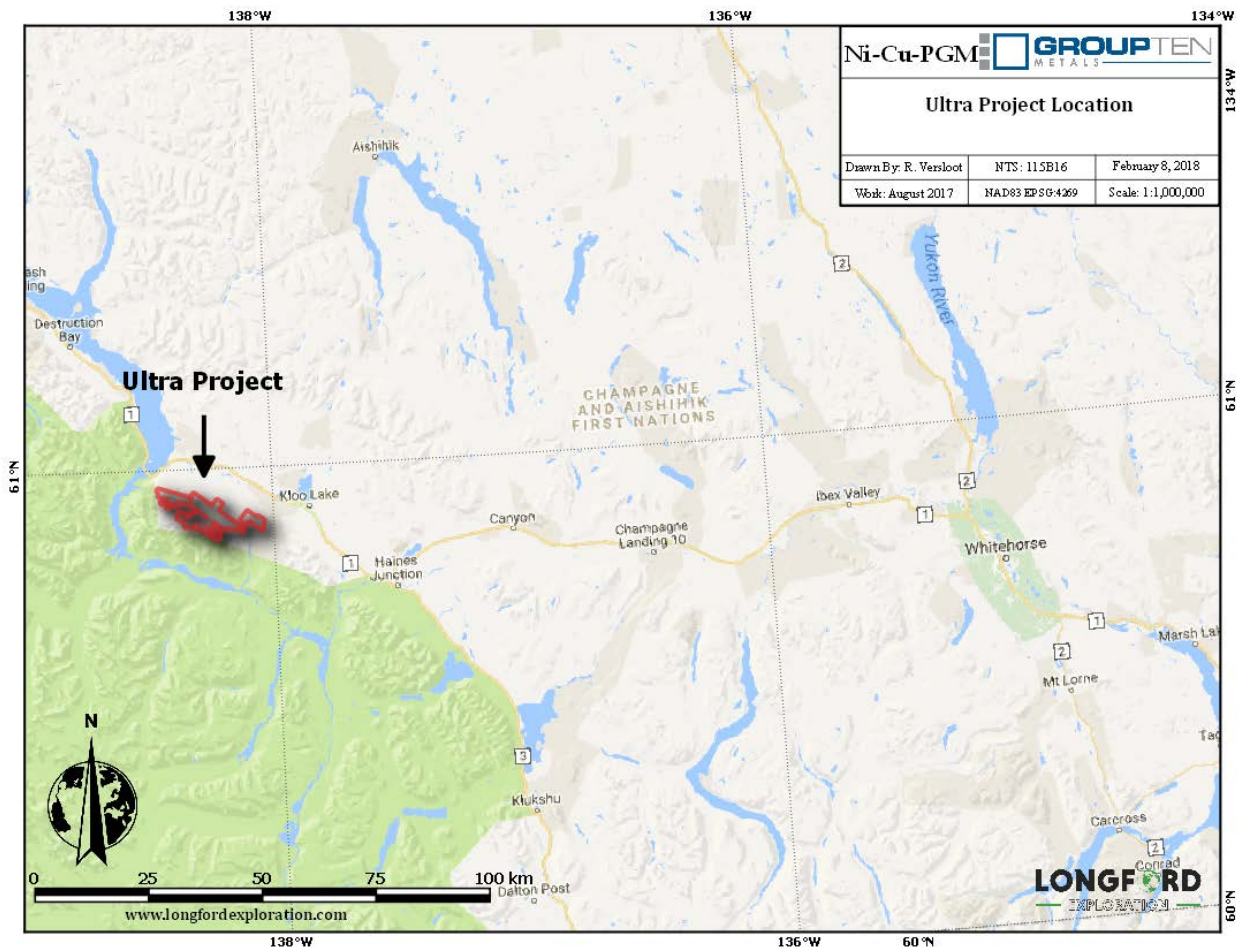 138°W
136°W
134°W
Ni-Cu-PGM
GROUP TEN
METALS
Ultra Project Location
Drawn By: R. Versloot
NTS: 115B16
February 8, 2018
Work: August 2017
NAD83 EPSG:4269
Scale: 1:1,000,000
134°W
Aishihik
Yukon River
2
ash
ing
Destruction
Bay
Ultra Project
1
CHAMPAGNE
AND AISHIHIK
FIRST NATIONS
61°N
61°N
Kloo Lake
Ibex Valley
2
1
Canyon
Champagne
Landing 10
Whitehorse
1
Haines
Junction
1
Marsh Lak
2
Mt Lorne
N
3
Tag
Klukshu
Carcross
2
Conrad
0 25 50 75 100 km
Dalton Post
www.longfordexploration.com
LONGFORD
EXPLORATION
60°N
138°W
136°W
60°N